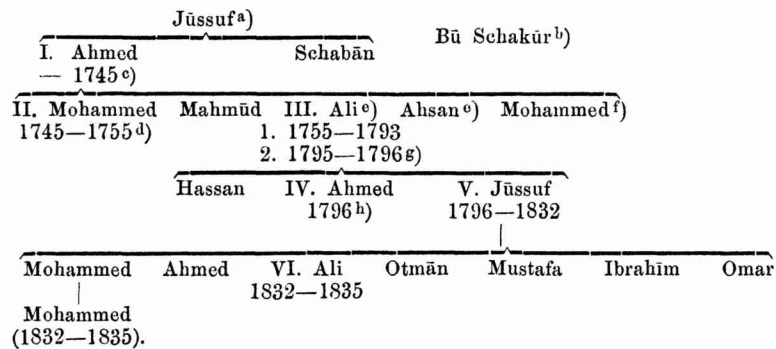 Jūssuf a)
Bū Schakūr b)
I. Ahmed Schabān
— 1745 c)
II. Mohammed Mahmūd III. Ali e) Ahsan e) Mohammed f)
1745—1755 d) 1. 1755—1793
2. 1795—1796 g)
Hassan IV. Ahmed V. Jūssuf
1796 h) 1796—1832
Mohammed Ahmed VI. Ali Otmān Mustafa Ibrahīm Omar
1832—1835
Mohammed
(1832—1835).